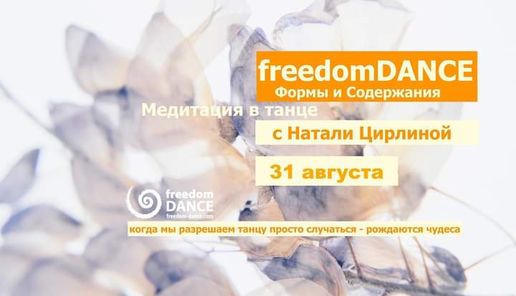 freedomDANCE
Формы и Содержания
Медитация в танце
с Натали Цирлиной
31 августа
freedom
DANCE
freedom-dance.com
когда мы разрешаем танцу просто случаться - рождаются чудеса